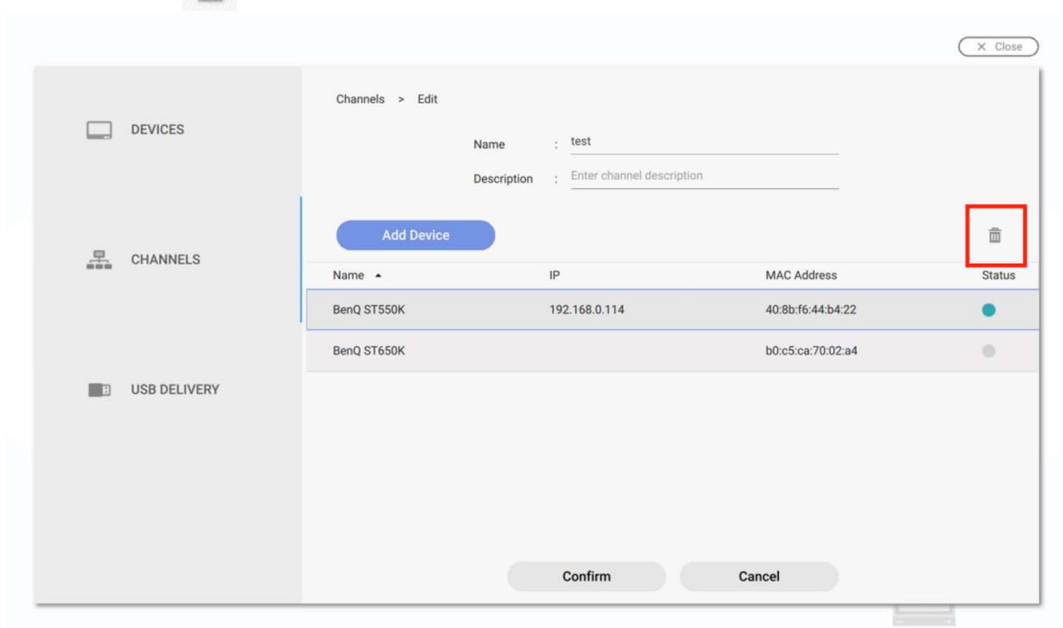 × Close
Channels > Edit
DEVICES
Name : test
Description : Enter channel description
Add Device
CHANNELS
Name IP MAC Address Status
BenQ ST550K 192.168.0.114 40:8b:f6:44:b4:22
BenQ ST650K b0:c5:ca:70:02:a4
USB DELIVERY
Confirm Cancel